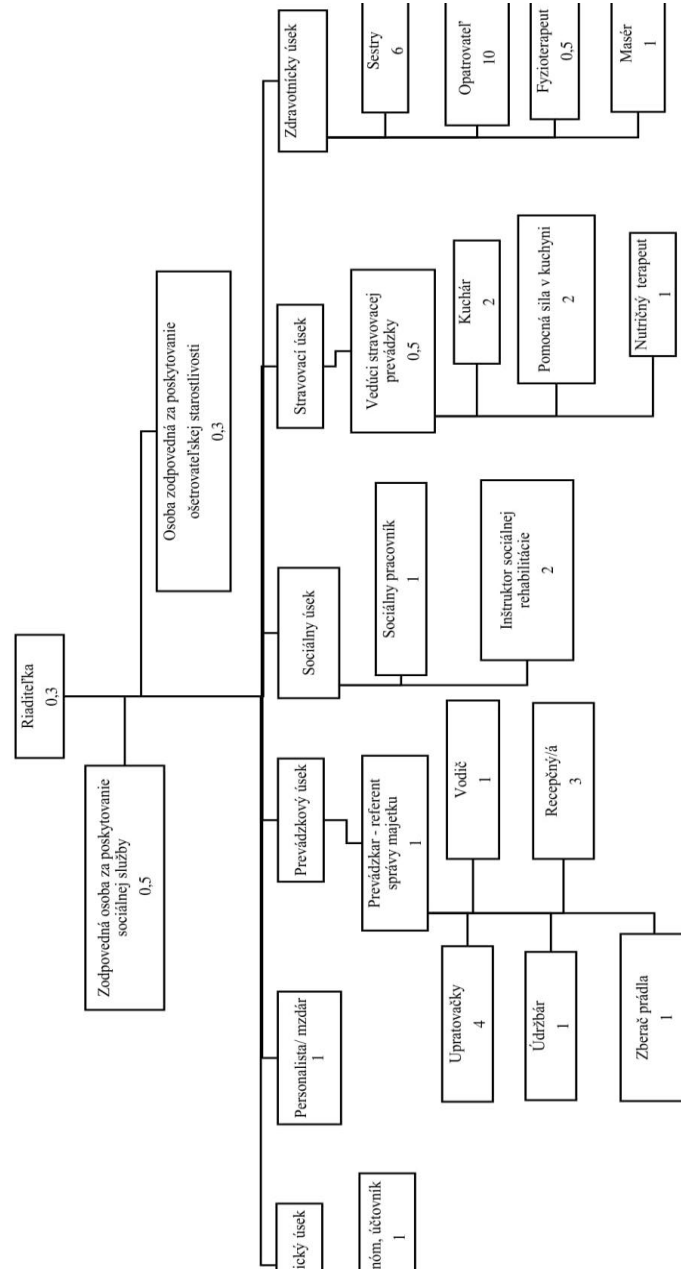 Riaditeľka
0,3
Zodpovedná osoba za poskytovanie
sociálnej služby
0,5
Osoba zodpovedná za poskytovanie
ošetrovateľskej starostlivosti
0,3
ický úsek
nóm, účtovník
1
Personalista/ mzdár
1
Prevádzkový úsek
Prevádzkar - referent
správy majetku
1
Upratovačky
4
Vodič
1
Údržbár
1
Recepčný/á
3
Zberač prádla
1
Sociálny úsek
Sociálny pracovník
1
Inštruktor sociálnej
rehabilitácie
2
Stravovací úsek
Vedúci stravovacej
prevádzky
0,5
Kuchár
2
Pomocná sila v kuchyni
2
Nutričný terapeut
1
Zdravotnícky úsek
Sestry
6
Opatrovateľ
10
Fyzioterapeut
0,5
Masér
1